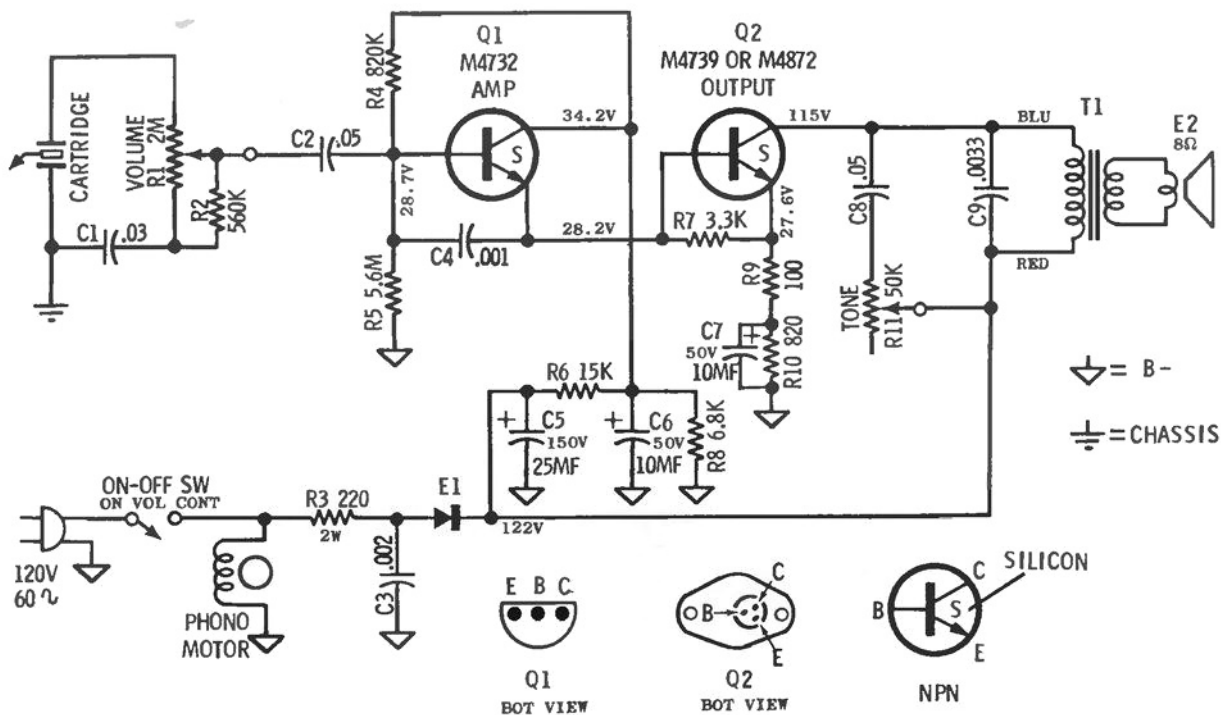 Q1
M4732
AMP
Q2
M4739 OR M4872
OUTPUT
R4 820K
34.2V
115V
BLU
T1
E2
8Ω
CARTRIDGE
VOLUME
R1 2M
C2 .05
S
S
C8 .05
C9 .0033
R2
560K
28.7V
C1 .03
C4 .001
28.2V
R7 3.3K
27.6V
RED
R5 5.6M
R9
100
TONE
R11 50K
C7
50V
10MF
+
R10 820
R6 15K
= B-
+ C5
150V
25MF
+ C6
50V
10MF
R8 6.8K
= CHASSIS
ON-OFF SW
ON VOL CONT
R3 220
2W
E1
122V
120V
60 ∿
PHONO
MOTOR
C3 .002
E B C
Q1
BOT VIEW
C
B
E
Q2
BOT VIEW
SILICON
C
B
S
E
NPN